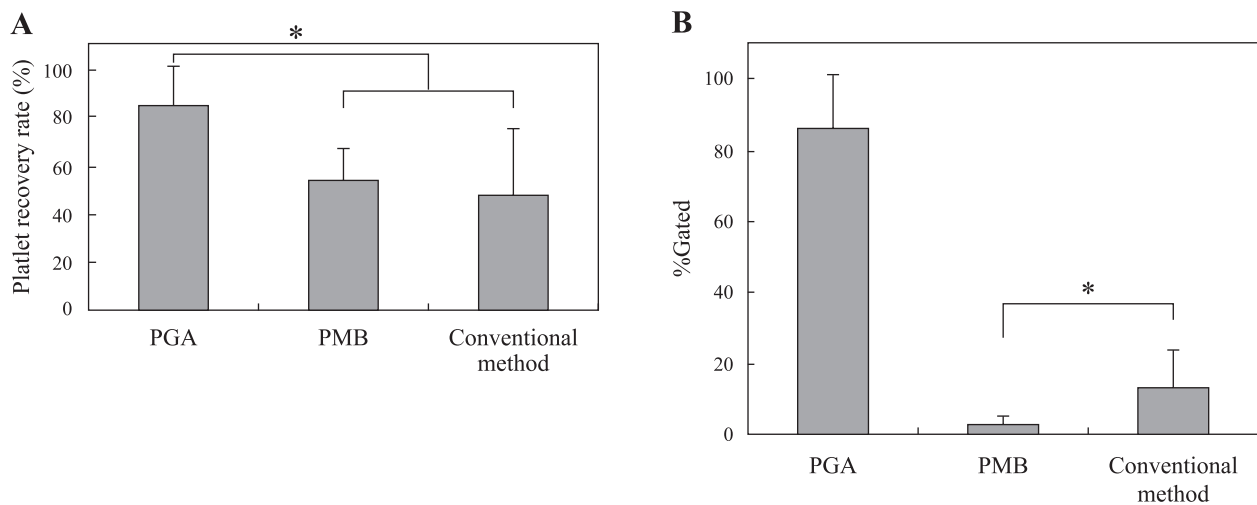 A
*
Platlet recovery rate (%)
100
80
60
40
20
0
PGA
PMB
Conventional
method
B
*
%Gated
100
80
60
40
20
0
PGA
PMB
Conventional
method